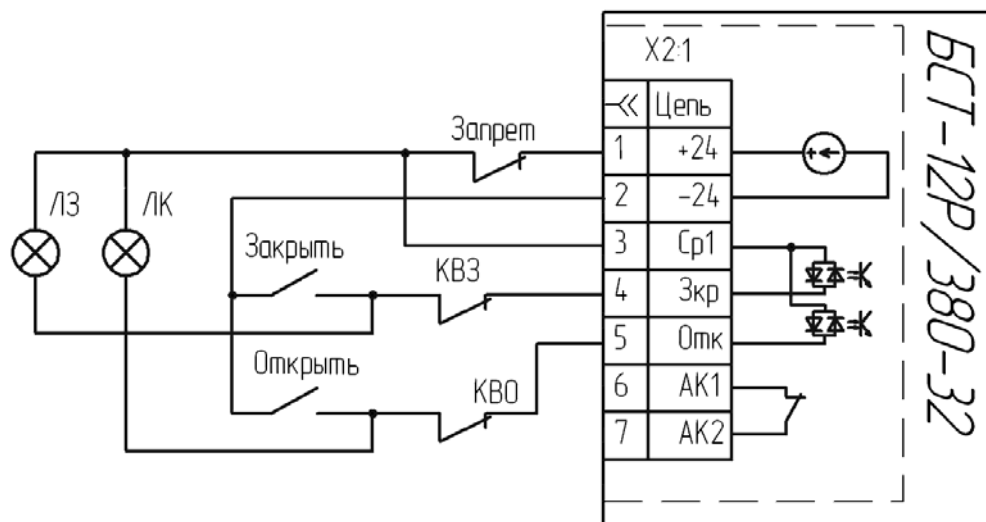 X2:1
Цепь
Запрет
1 +24
2 -24
ЛЗ ЛК
3 Ср1
Закрыть
КВЗ
4 Зкр
5 Отк
Открыть
КВО
6 АК1
7 АК2
БСТ-12Р/380-32